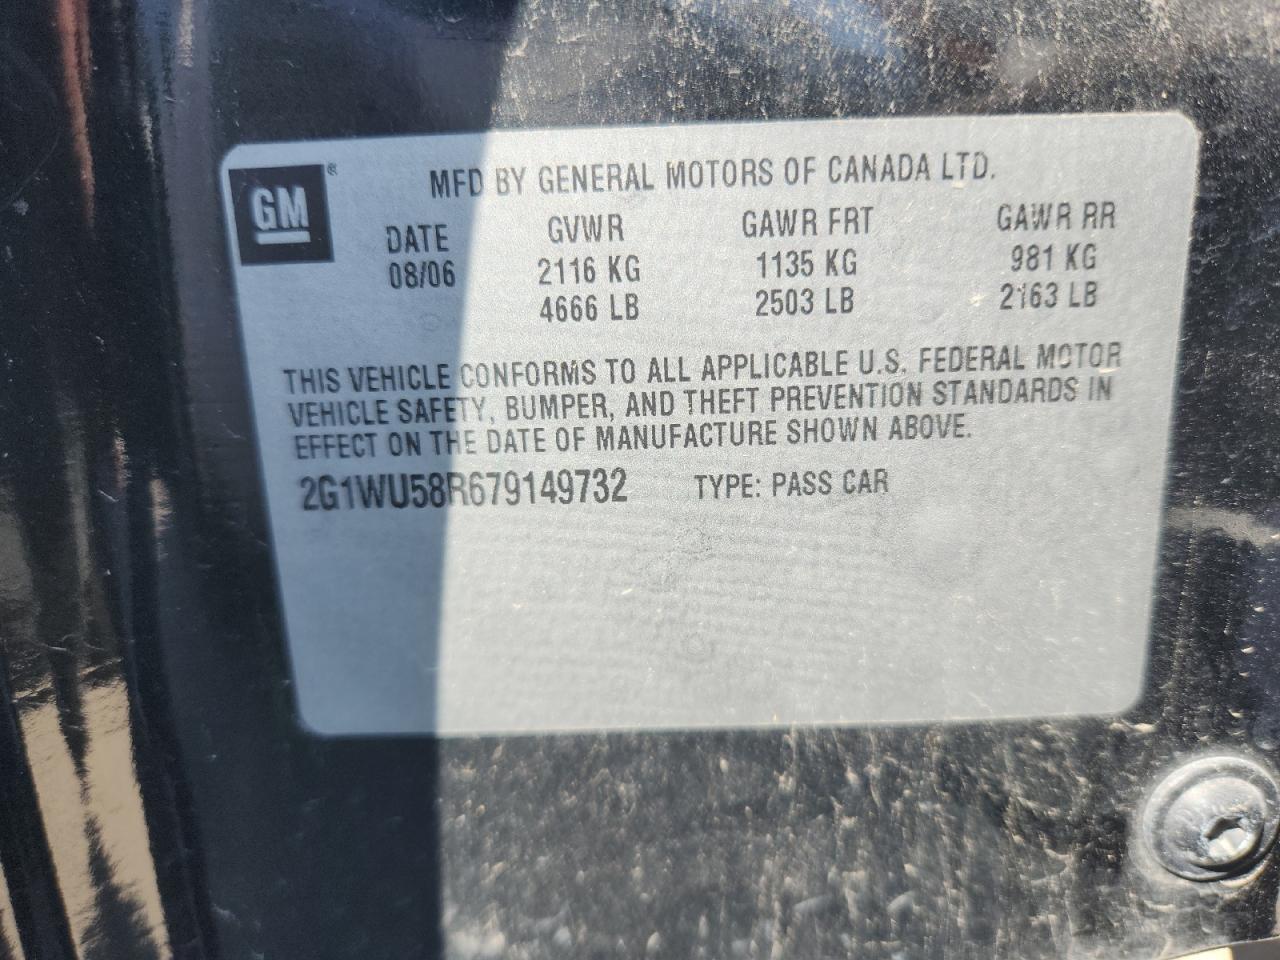 GM®
MFD BY GENERAL MOTORS OF CANADA LTD.
DATE GVWR GAWR FRT GAWR RR
08/06 2116 KG 1135 KG 981 KG
4666 LB 2503 LB 2163 LB
THIS VEHICLE CONFORMS TO ALL APPLICABLE U.S. FEDERAL MOTOR
VEHICLE SAFETY, BUMPER, AND THEFT PREVENTION STANDARDS IN
EFFECT ON THE DATE OF MANUFACTURE SHOWN ABOVE.
2G1WU58R679149732 TYPE: PASS CAR